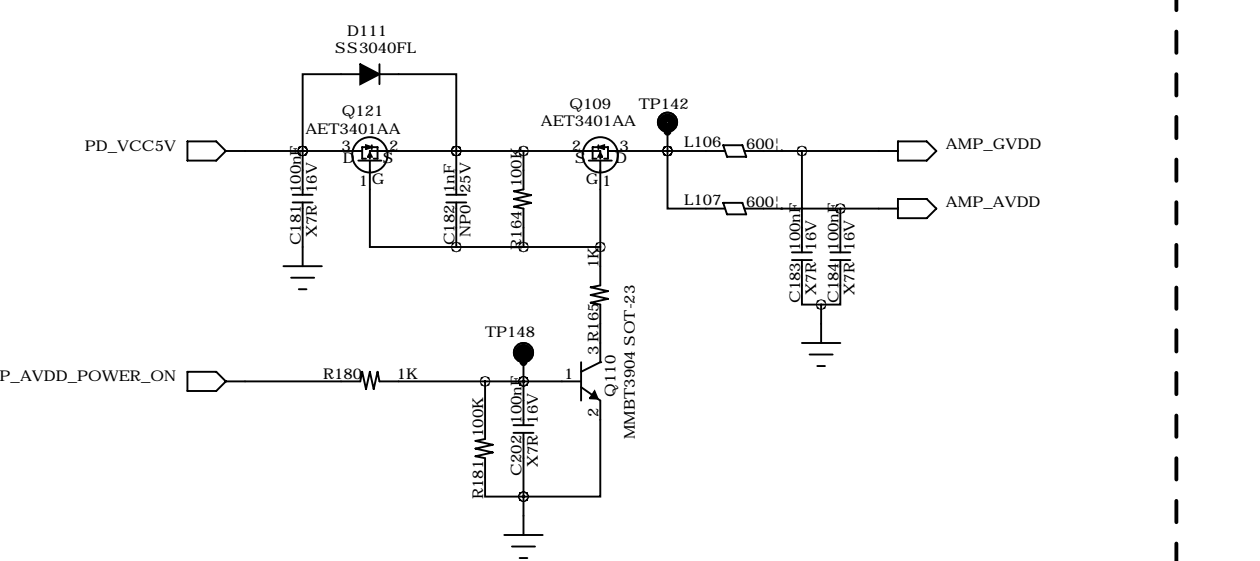 D111
SS3040FL
Q121
AET3401AA
Q109
AET3401AA
TP142
PD_VCC5V
3
D
2
S
1
G
2
S
3
D
G
1
L106
600
AMP_GVDD
L107
600
AMP_AVDD
C181 100nF
X7R 16V
C182 1nF
NP0 25V
R164 100K
C183 100nF
X7R 16V
C184 100nF
X7R 16V
R165 1K
TP148
P_AVDD_POWER_ON
R180
1K
1
3
2
Q110
MMBT3904 SOT-23
R181 100K
C202 100nF
X7R 16V